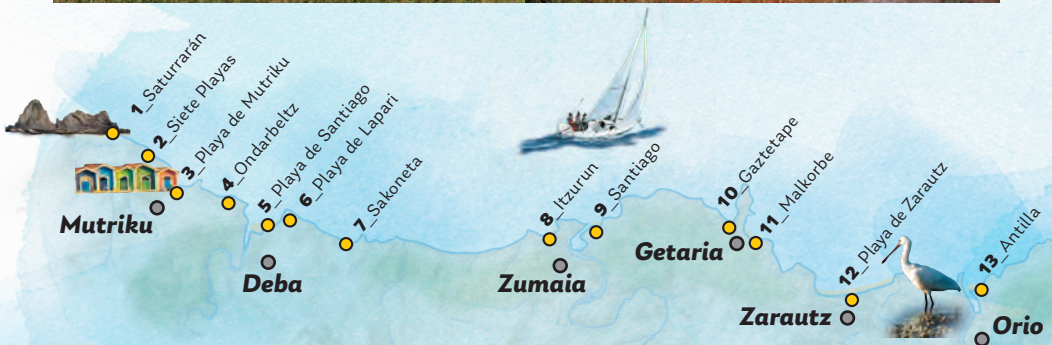 1_Saturrarán
2_Siete Playas
3_Playa de Mutriku
4_Ondarbeltz
5_Playa de Santiago
6_Playa de Lapari
7_Sakoneta
8_Itzurun
9_Santiago
10_Gaztetape
11_Malkorbe
12_Playa de Zarautz
13_Antilla
Mutriku
Deba
Zumaia
Getaria
Zarautz
Orio